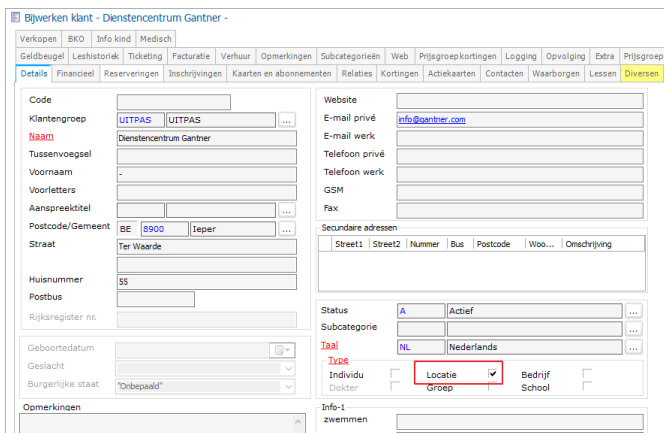 Bijwerken klant - Dienstencentrum Gantner -
Verkopen BKO Info kind Medisch
Geldbeugel Leshistoriek Ticketing Facturatie Verhuur Opmerkingen Subcategorieën Web Prijsgroepkortingen Logging Opvolging Extra Prijsgroep
Details Financieel Reserveringen Inschrijvingen Kaarten en abonnementen Relaties Kortingen Actiekaarten Contacten Waarborgen Lessen Diversen
Code
Klantengroep UITPAS UITPAS ...
Naam Dienstencentrum Gantner
Tussenvoegsel
Voornaam -
Voorletters
Aanspreektitel ...
Postcode/Gemeent BE 8900 Ieper ...
Straat Ter Waarde
Huisnummer 55
Postbus
Rijksregister nr.
Geboortedatum
Geslacht
Burgerlijke staat "Onbepaald"
Opmerkingen
Website
E-mail privé info@gantner.com
E-mail werk
Telefoon privé
Telefoon werk
GSM
Fax
Secundaire adressen
Street1 Street2 Nummer Bus Postcode Woo... Omschrijving
Status A Actief ...
Subcategorie ...
Taal NL Nederlands ...
Type
Individu Locatie Bedrijf
Dokter Groep School
Info-1
zwemmen